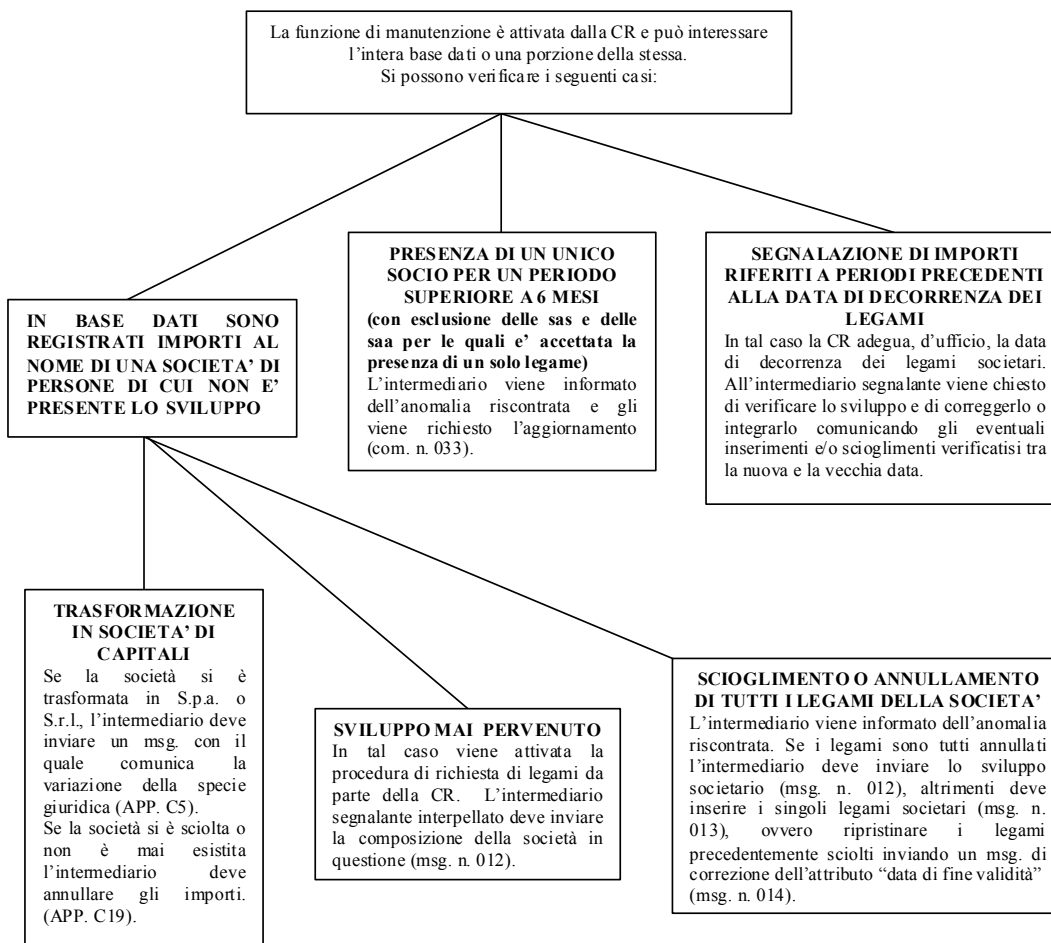 La funzione di manutenzione è attivata dalla CR e può interessare
l'intera base dati o una porzione della stessa.
Si possono verificare i seguenti casi:
IN BASE DATI SONO
REGISTRATI IMPORTI AL
NOME DI UNA SOCIETA' DI
PERSONE DI CUI NON E'
PRESENTE LO SVILUPPO
PRESENZA DI UN UNICO
SOCIO PER UN PERIODO
SUPERIORE A 6 MESI
(con esclusione delle sas e delle
saa per le quali e' accettata la
presenza di un solo legame)
L'intermediario viene informato
dell'anomalia riscontrata e gli
viene richiesto l'aggiornamento
(com. n. 033).
SEGNALAZIONE DI IMPORTI
RIFERITI A PERIODI PRECEDENTI
ALLA DATA DI DECORRENZA DEI
LEGAMI
In tal caso la CR adegua, d'ufficio, la data
di decorrenza dei legami societari.
All'intermediario segnalante viene chiesto
di verificare lo sviluppo e di correggerlo o
integrarlo comunicando gli eventuali
inserimenti e/o scioglimenti verificatisi tra
la nuova e la vecchia data.
TRASFORMAZIONE
IN SOCIETA' DI
CAPITALI
Se la società si è
trasformata in S.p.a. o
S.r.l., l'intermediario deve
inviare un msg. con il
quale comunica la
variazione della specie
giuridica (APP. C5).
Se la società si è sciolta o
non è mai esistita
l'intermediario deve
annullare gli importi.
(APP. C19).
SVILUPPO MAI PERVENUTO
In tal caso viene attivata la
procedura di richiesta di legami da
parte della CR. L'intermediario
segnalante interpellato deve inviare
la composizione della società in
questione (msg. n. 012).
SCIOGLIMENTO O ANNULLAMENTO
DI TUTTI I LEGAMI DELLA SOCIETA'
L'intermediario viene informato dell'anomalia
riscontrata. Se i legami sono tutti annullati
l'intermediario deve inviare lo sviluppo
societario (msg. n. 012), altrimenti deve
inserire i singoli legami societari (msg. n.
013), ovvero ripristinare i legami
precedentemente sciolti inviando un msg. di
correzione dell'attributo "data di fine validità"
(msg. n. 014).